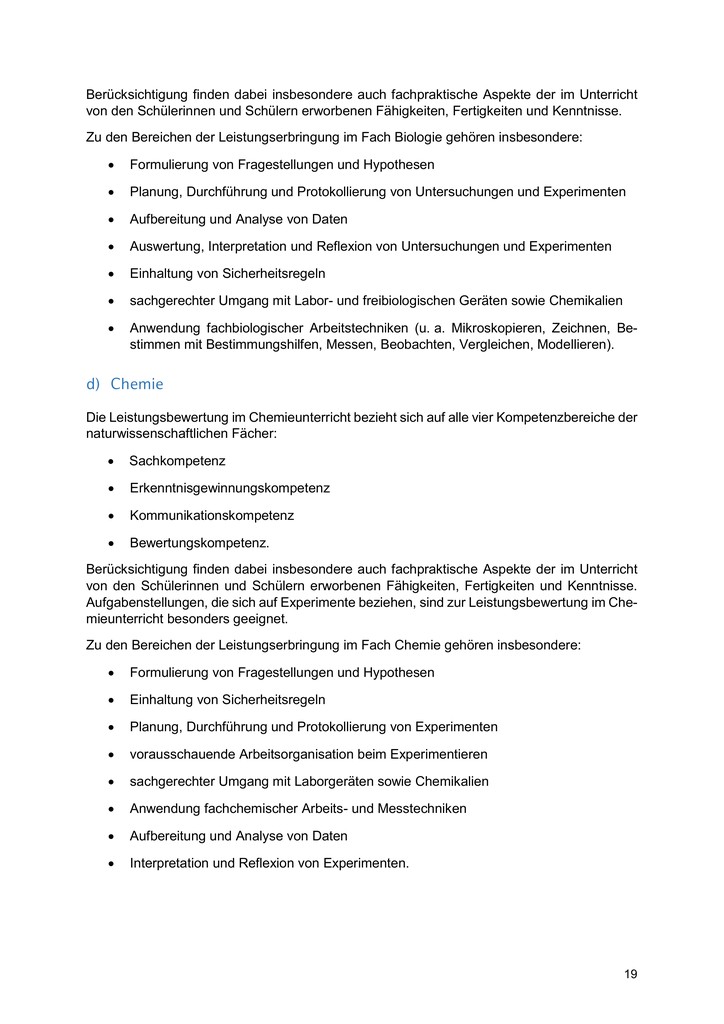 Berücksichtigung finden dabei insbesondere auch fachpraktische Aspekte der im Unterricht
von den Schülerinnen und Schülern erworbenen Fähigkeiten, Fertigkeiten und Kenntnisse.
Zu den Bereichen der Leistungserbringung im Fach Biologie gehören insbesondere:
• Formulierung von Fragestellungen und Hypothesen
• Planung, Durchführung und Protokollierung von Untersuchungen und Experimenten
• Aufbereitung und Analyse von Daten
• Auswertung, Interpretation und Reflexion von Untersuchungen und Experimenten
• Einhaltung von Sicherheitsregeln
• sachgerechter Umgang mit Labor- und freibiologischen Geräten sowie Chemikalien
• Anwendung fachbiologischer Arbeitstechniken (u. a. Mikroskopieren, Zeichnen, Be-
stimmen mit Bestimmungshilfen, Messen, Beobachten, Vergleichen, Modellieren).
d) Chemie
Die Leistungsbewertung im Chemieunterricht bezieht sich auf alle vier Kompetenzbereiche der
naturwissenschaftlichen Fächer:
• Sachkompetenz
• Erkenntnisgewinnungskompetenz
• Kommunikationskompetenz
• Bewertungskompetenz.
Berücksichtigung finden dabei insbesondere auch fachpraktische Aspekte der im Unterricht
von den Schülerinnen und Schülern erworbenen Fähigkeiten, Fertigkeiten und Kenntnisse.
Aufgabenstellungen, die sich auf Experimente beziehen, sind zur Leistungsbewertung im Che-
mieunterricht besonders geeignet.
Zu den Bereichen der Leistungserbringung im Fach Chemie gehören insbesondere:
• Formulierung von Fragestellungen und Hypothesen
• Einhaltung von Sicherheitsregeln
• Planung, Durchführung und Protokollierung von Experimenten
• vorausschauende Arbeitsorganisation beim Experimentieren
• sachgerechter Umgang mit Laborgeräten sowie Chemikalien
• Anwendung fachchemischer Arbeits- und Messtechniken
• Aufbereitung und Analyse von Daten
• Interpretation und Reflexion von Experimenten.
19